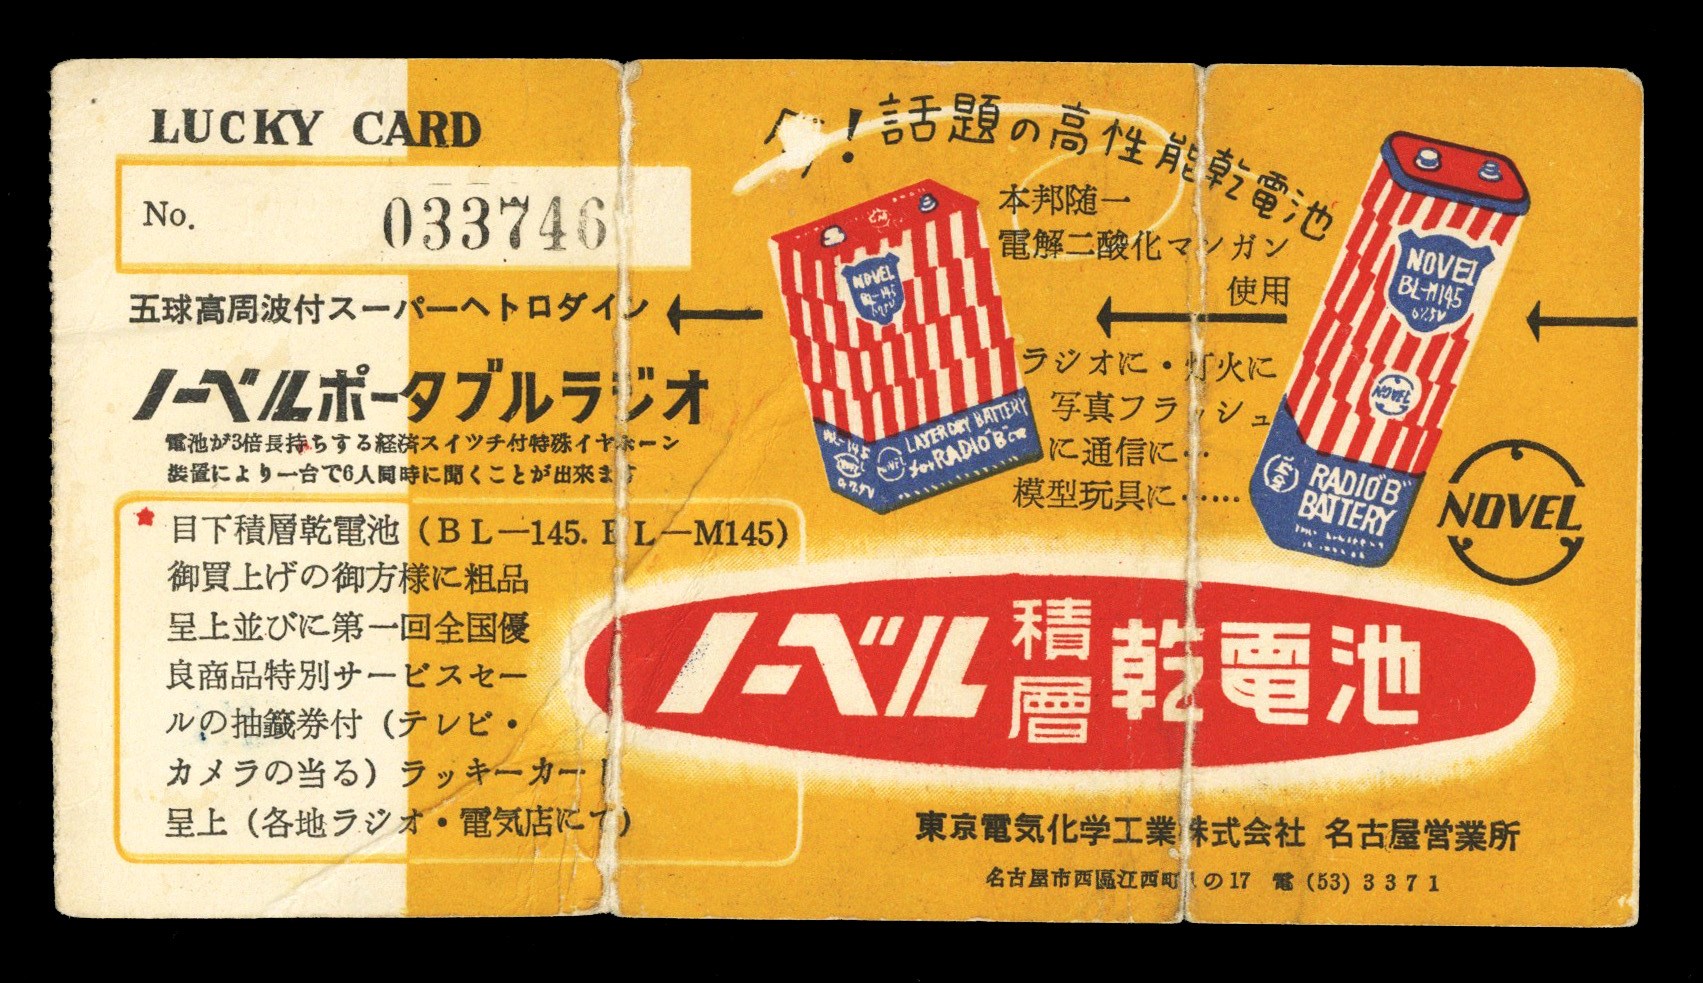 LUCKY CARD
No. 033746
五球高周波付スーパーヘトロダイン
ノーベルポータブルラジオ
電池が3倍長持ちする経済スイツチ付特殊イヤホーン
装置により一台で6人同時に聞くことが出來ます
目下積層乾電池（BL—145. BL—M145）
御買上げの御方様に粗品
呈上並びに第一回全国優
良商品特別サービスセー
ルの抽籤券付（テレビ・
カメラの当る）ラッキーカード
呈上（各地ラジオ・電気店にて）
今！話題の高性能乾電池
本邦随一
電解二酸化マンガン
使用
ラジオに・灯火に
写真フラッシュ
に通信に・・
模型玩具に・・・・・・
NOVEL
BL-145
67.5V
LAYER DRY BATTERY
for RADIO "B"
NOVEL
BL-M145
67.5V
NOVEL
RADIO "B"
BATTERY
NOVEL
ノーベル積層乾電池
東京電気化学工業株式会社 名古屋営業所
名古屋市西區江西町 の17 電 (53) 3371